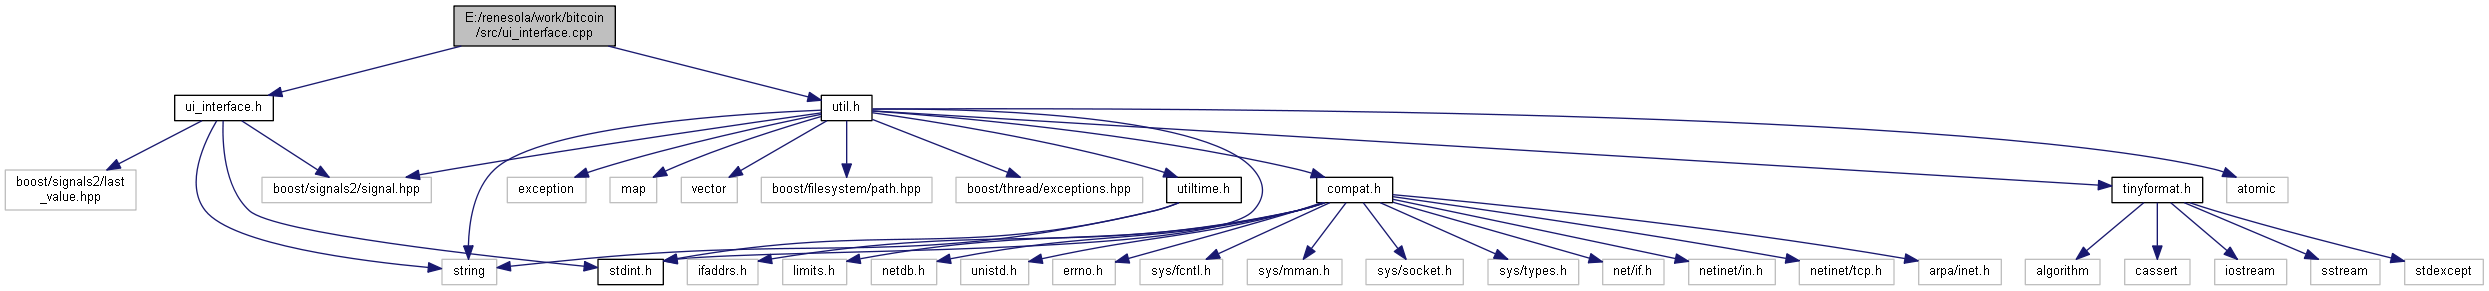 E:/renesola/work/bitcoin
/src/ui_interface.cpp
ui_interface.h
util.h
boost/signals2/last
_value.hpp
boost/signals2/signal.hpp
exception
map
vector
boost/filesystem/path.hpp
boost/thread/exceptions.hpp
utiltime.h
compat.h
tinyformat.h
atomic
string
stdint.h
ifaddrs.h
limits.h
netdb.h
unistd.h
errno.h
sys/fcntl.h
sys/mman.h
sys/socket.h
sys/types.h
net/if.h
netinet/in.h
netinet/tcp.h
arpa/inet.h
algorithm
cassert
iostream
sstream
stdexcept